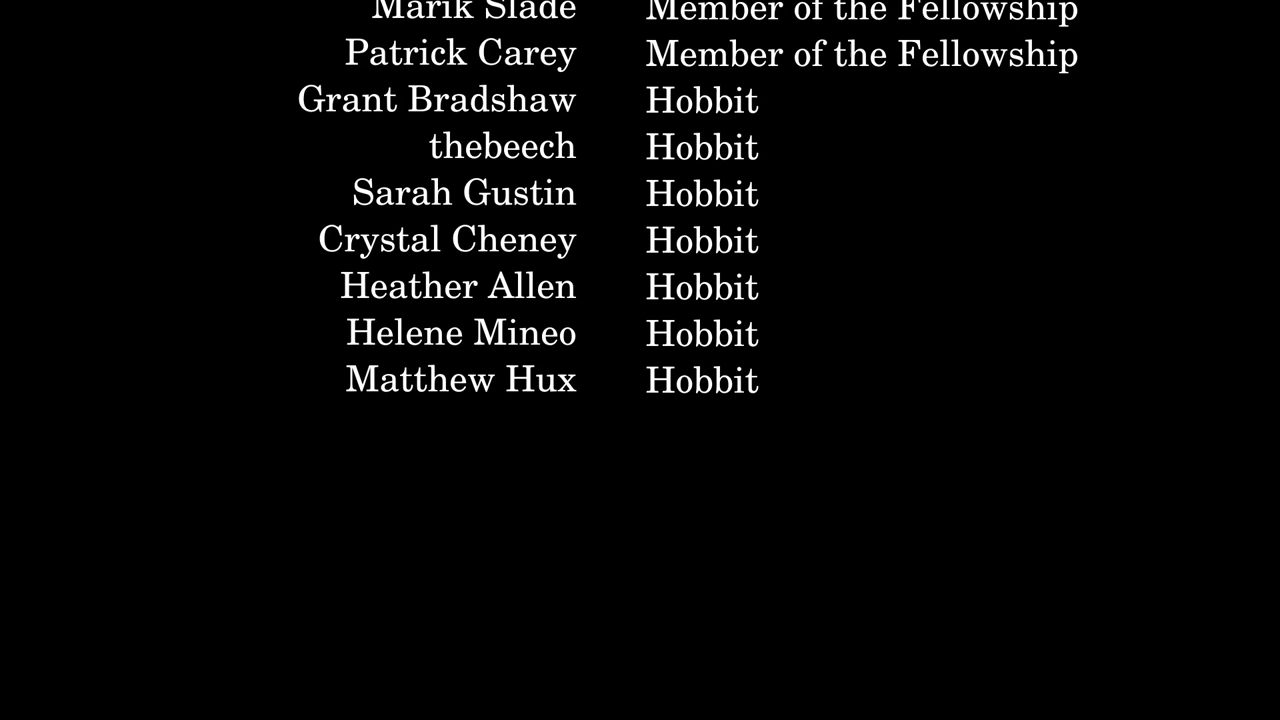 Marik Slade Member of the Fellowship
Patrick Carey Member of the Fellowship
Grant Bradshaw Hobbit
thebeech Hobbit
Sarah Gustin Hobbit
Crystal Cheney Hobbit
Heather Allen Hobbit
Helene Mineo Hobbit
Matthew Hux Hobbit